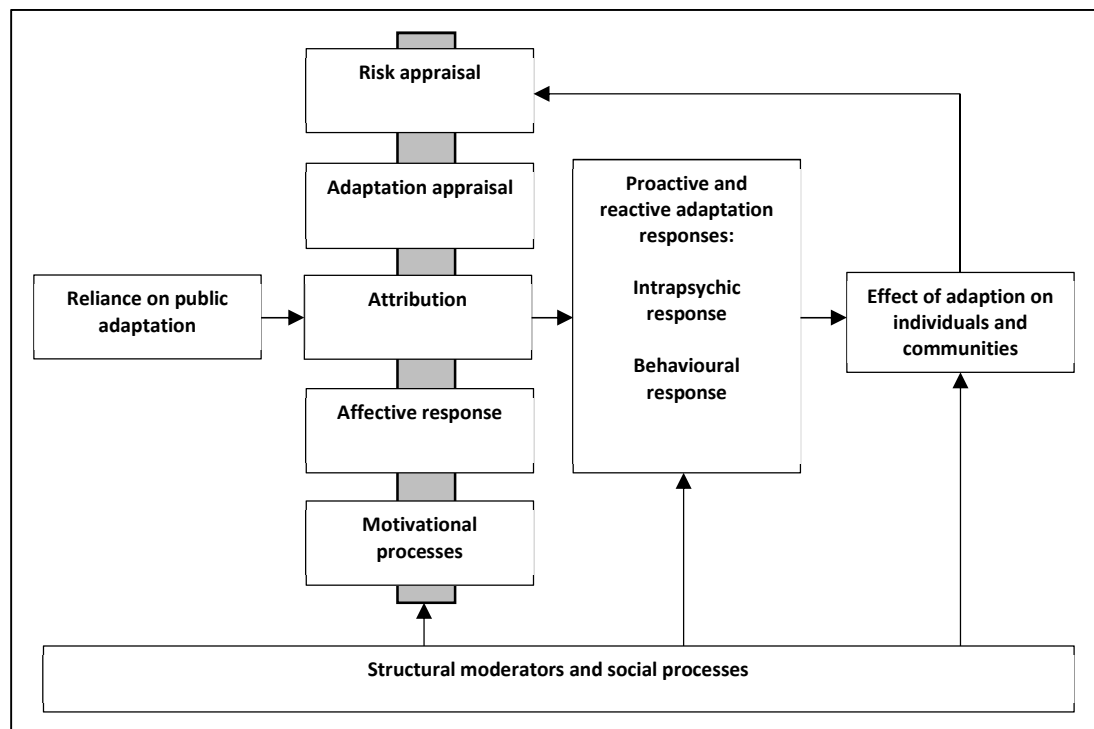 Risk appraisal
Adaptation appraisal
Proactive and
reactive adaptation
responses:
Intrapsychic
response
Behavioural
response
Reliance on public
adaptation
Attribution
Effect of adaption on
individuals and
communities
Affective response
Motivational
processes
Structural moderators and social processes